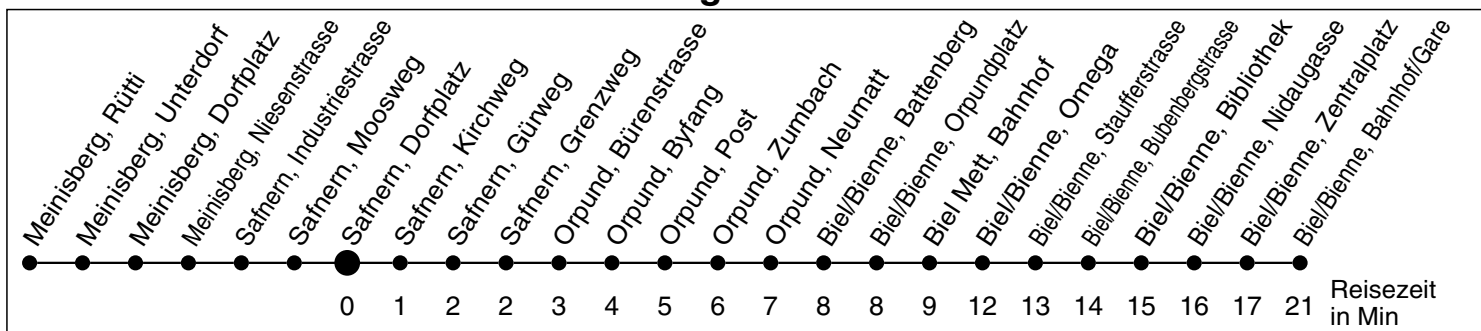 Meinisberg, Rütti
Meinisberg, Unterdorf
Meinisberg, Dorfplatz
Meinisberg, Niesenstrasse
Safnern, Industriestrasse
Safnern, Moosweg
Safnern, Dorfplatz
Safnern, Kirchweg
Safnern, Gürweg
Safnern, Grenzweg
Orpund, Bürenstrasse
Orpund, Byfang
Orpund, Post
Orpund, Zumbach
Orpund, Neumatt
Biel/Bienne, Battenberg
Biel/Bienne, Orpundplatz
Biel Mett, Bahnhof
Biel/Bienne, Omega
Biel/Bienne, Staufferstrasse
Biel/Bienne, Bubenbergstrasse
Biel/Bienne, Bibliothek
Biel/Bienne, Nidaugasse
Biel/Bienne, Zentralplatz
Biel/Bienne, Bahnhof/Gare
0 1 2 2 3 4 5 6 7 8 8 9 12 13 14 15 16 17 21 Reisezeit
in Min